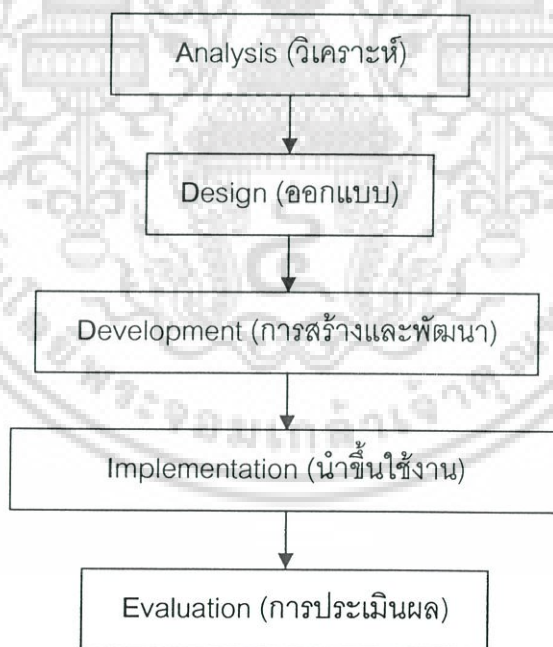 Analysis (วิเคราะห์)
Design (ออกแบบ)
Development (การสร้างและพัฒนา)
Implementation (นำขึ้นใช้งาน)
Evaluation (การประเมินผล)